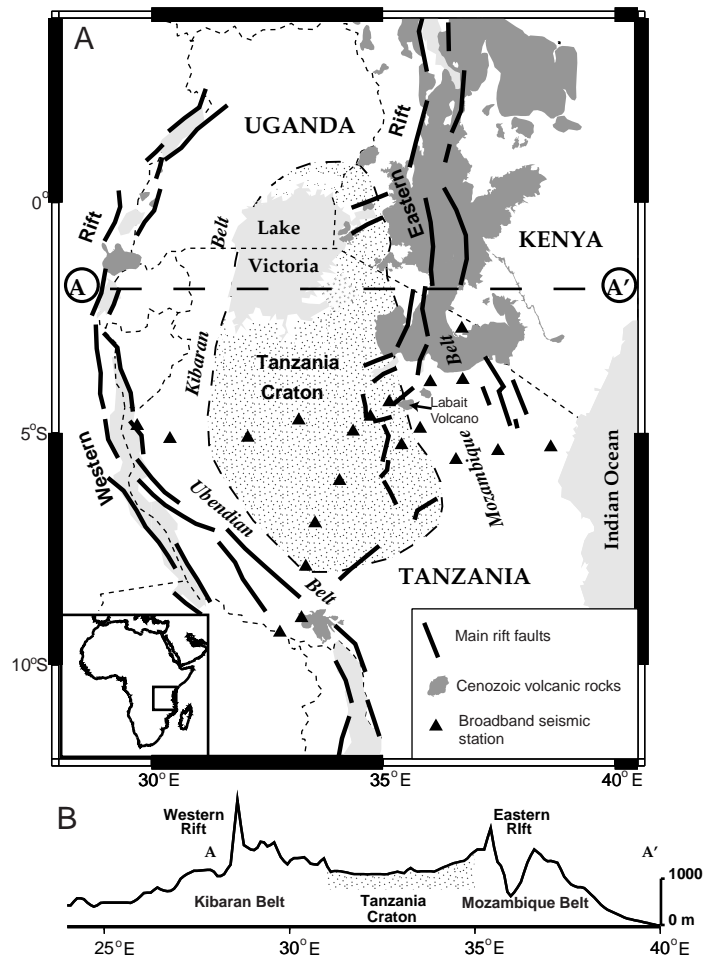 A
UGANDA
Rift
Eastern
0°
Belt
Lake
Victoria
Rift
KENYA
A
A′
Kibaran
Tanzania
Craton
Belt
Labait
Volcano
5°S
Western
Mozambique
Ubendian
Belt
Indian Ocean
TANZANIA
10°S
Main rift faults
Cenozoic volcanic rocks
Broadband seismic
station
30°E
35°E
40°E
B
Western
Rift
Eastern
RIft
A
A′
1000
0 m
Kibaran Belt
Tanzania
Craton
Mozambique Belt
25°E
30°E
35°E
40°E